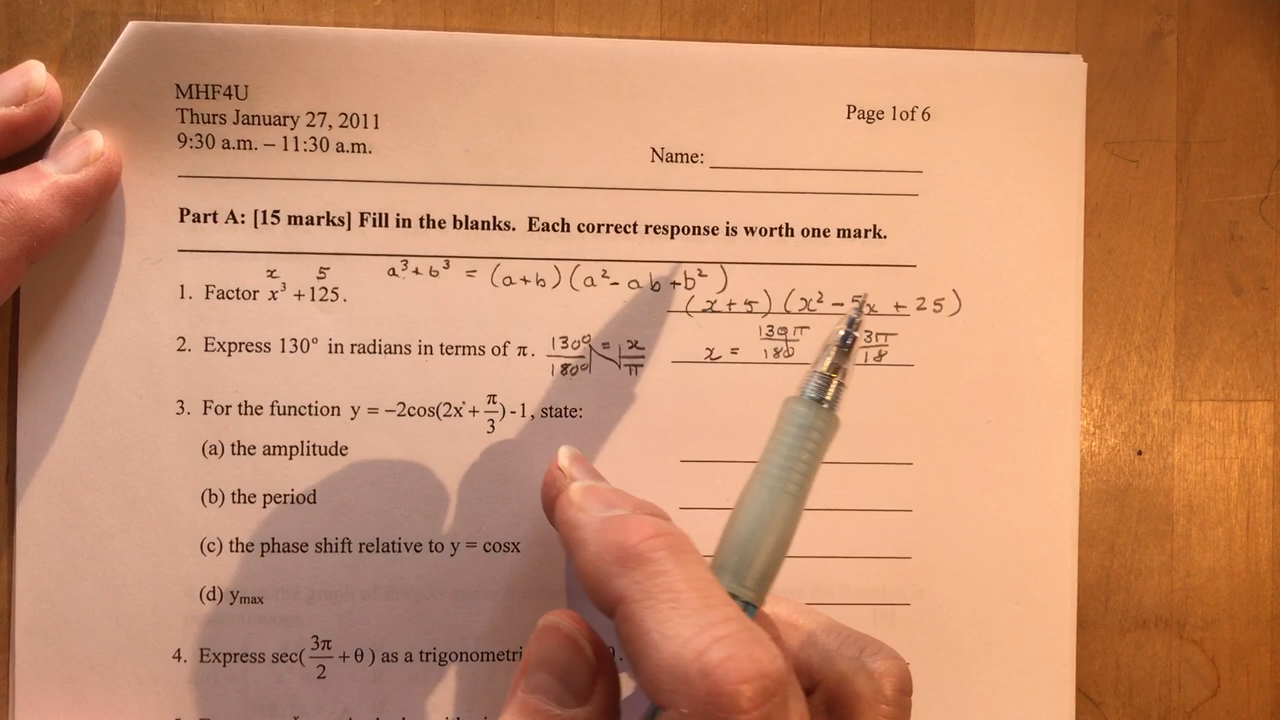 MHF4U
Thurs January 27, 2011
Page 1of 6
9:30 a.m. – 11:30 a.m.
Name:
Part A: [15 marks] Fill in the blanks. Each correct response is worth one mark.
x 5 a³+b³ = (a+b)(a²-ab+b²)
1. Factor x³ +125.
(x+5)(x²-5x+25)
2. Express 130° in radians in terms of π. 130°/180° = x/π x = 130π/180 3π/18
3. For the function y = −2cos(2x + π/3) - 1, state:
(a) the amplitude
(b) the period
(c) the phase shift relative to y = cosx
(d) ymax
4. Express sec(3π/2 + θ ) as a